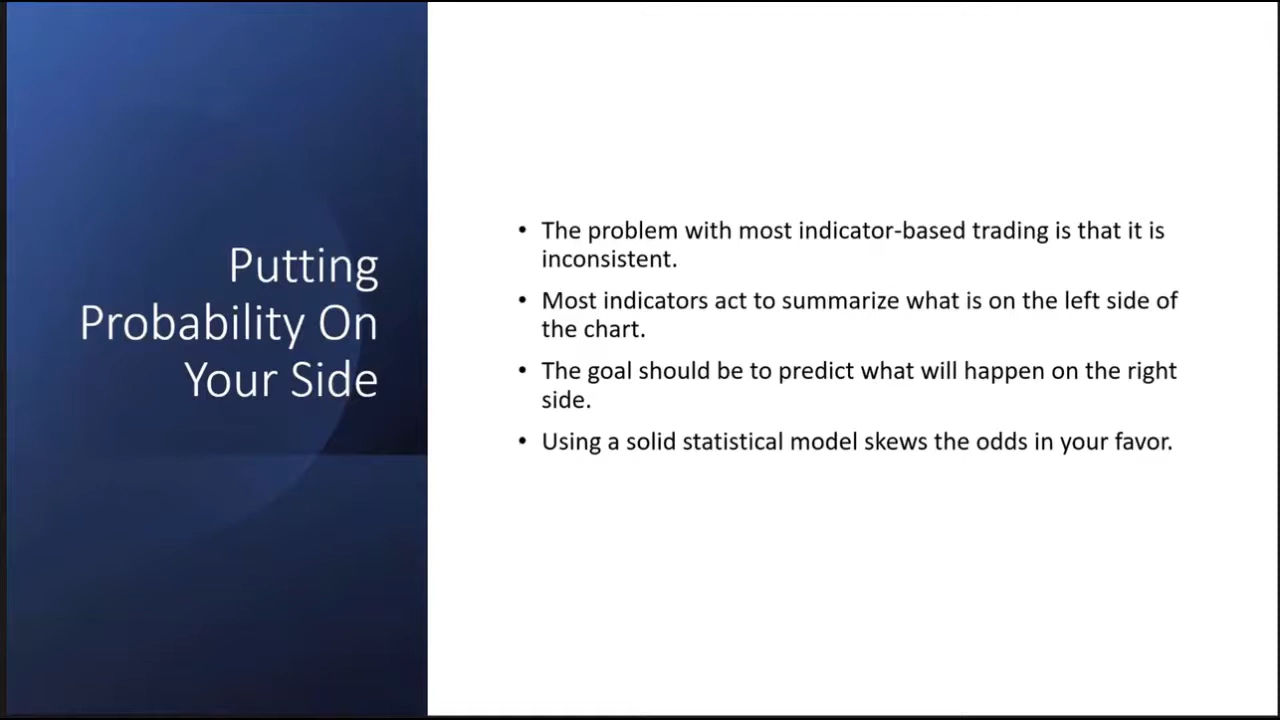 Putting
Probability On
Your Side
• The problem with most indicator-based trading is that it is
inconsistent.
• Most indicators act to summarize what is on the left side of
the chart.
• The goal should be to predict what will happen on the right
side.
• Using a solid statistical model skews the odds in your favor.